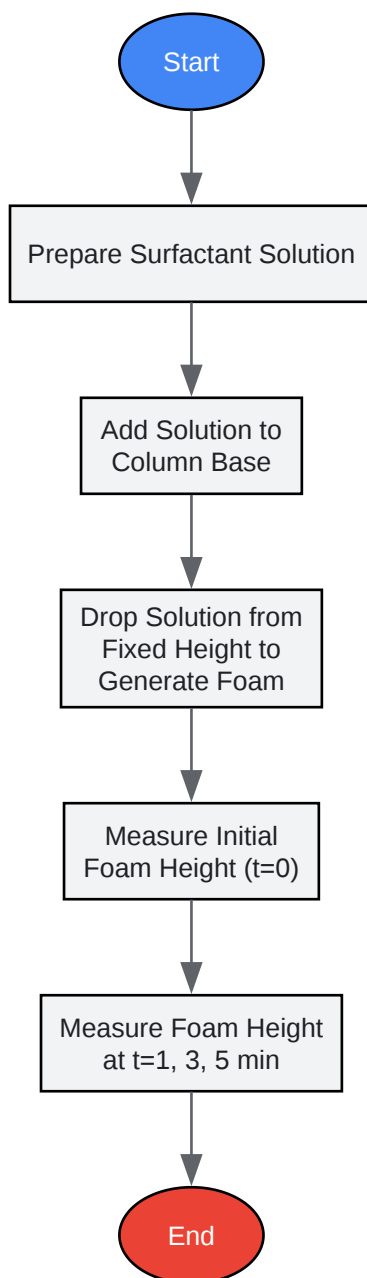 Start
Prepare Surfactant Solution
Add Solution to
Column Base
Drop Solution from
Fixed Height to
Generate Foam
Measure Initial
Foam Height (t=0)
Measure Foam Height
at t=1, 3, 5 min
End